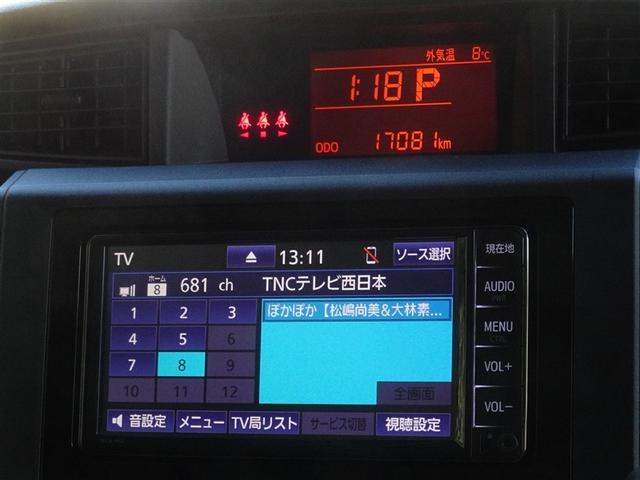 外気温 8℃
1:18 P
ODO 17081km
TV
13:11
ソース選択
ホーム
8
681 ch TNCテレビ西日本
ぽかぽか【松嶋尚美&大林素...
1 2 3
4 5 6
7 8 9
10 11 12
全画面
音設定
メニュー
TV局リスト
サービス切替
視聴設定
現在地
AUDIO
PWR
MENU
CTRL
VOL+
VOL-